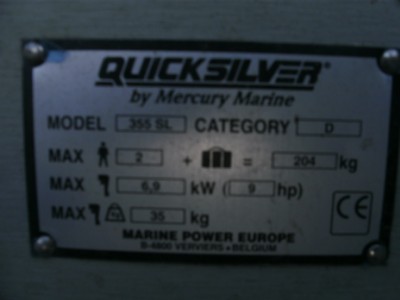 QUICKSILVER®
by Mercury Marine
MODEL 355 SL CATEGORY D
MAX 2 + = 204 kg
MAX 6,9 kW (9 hp)
MAX 35 kg
CE
MARINE POWER EUROPE
B-4800 VERVIERS • BELGIUM